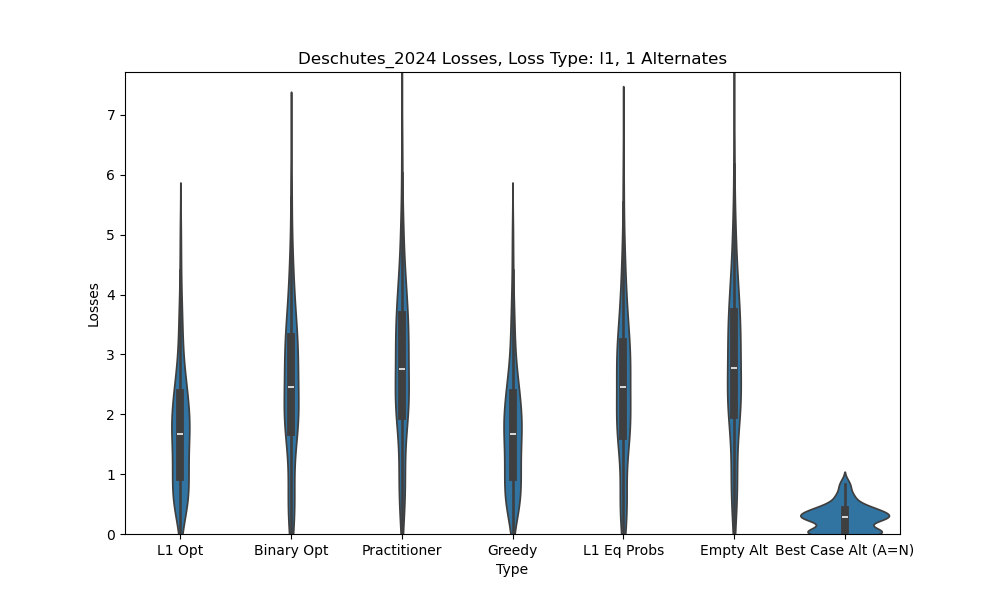 Deschutes_2024 Losses, Loss Type: l1, 1 Alternates
Losses
7
6
5
4
3
2
1
0
L1 Opt
Binary Opt
Practitioner
Greedy
L1 Eq Probs
Empty Alt
Best Case Alt (A=N)
Type